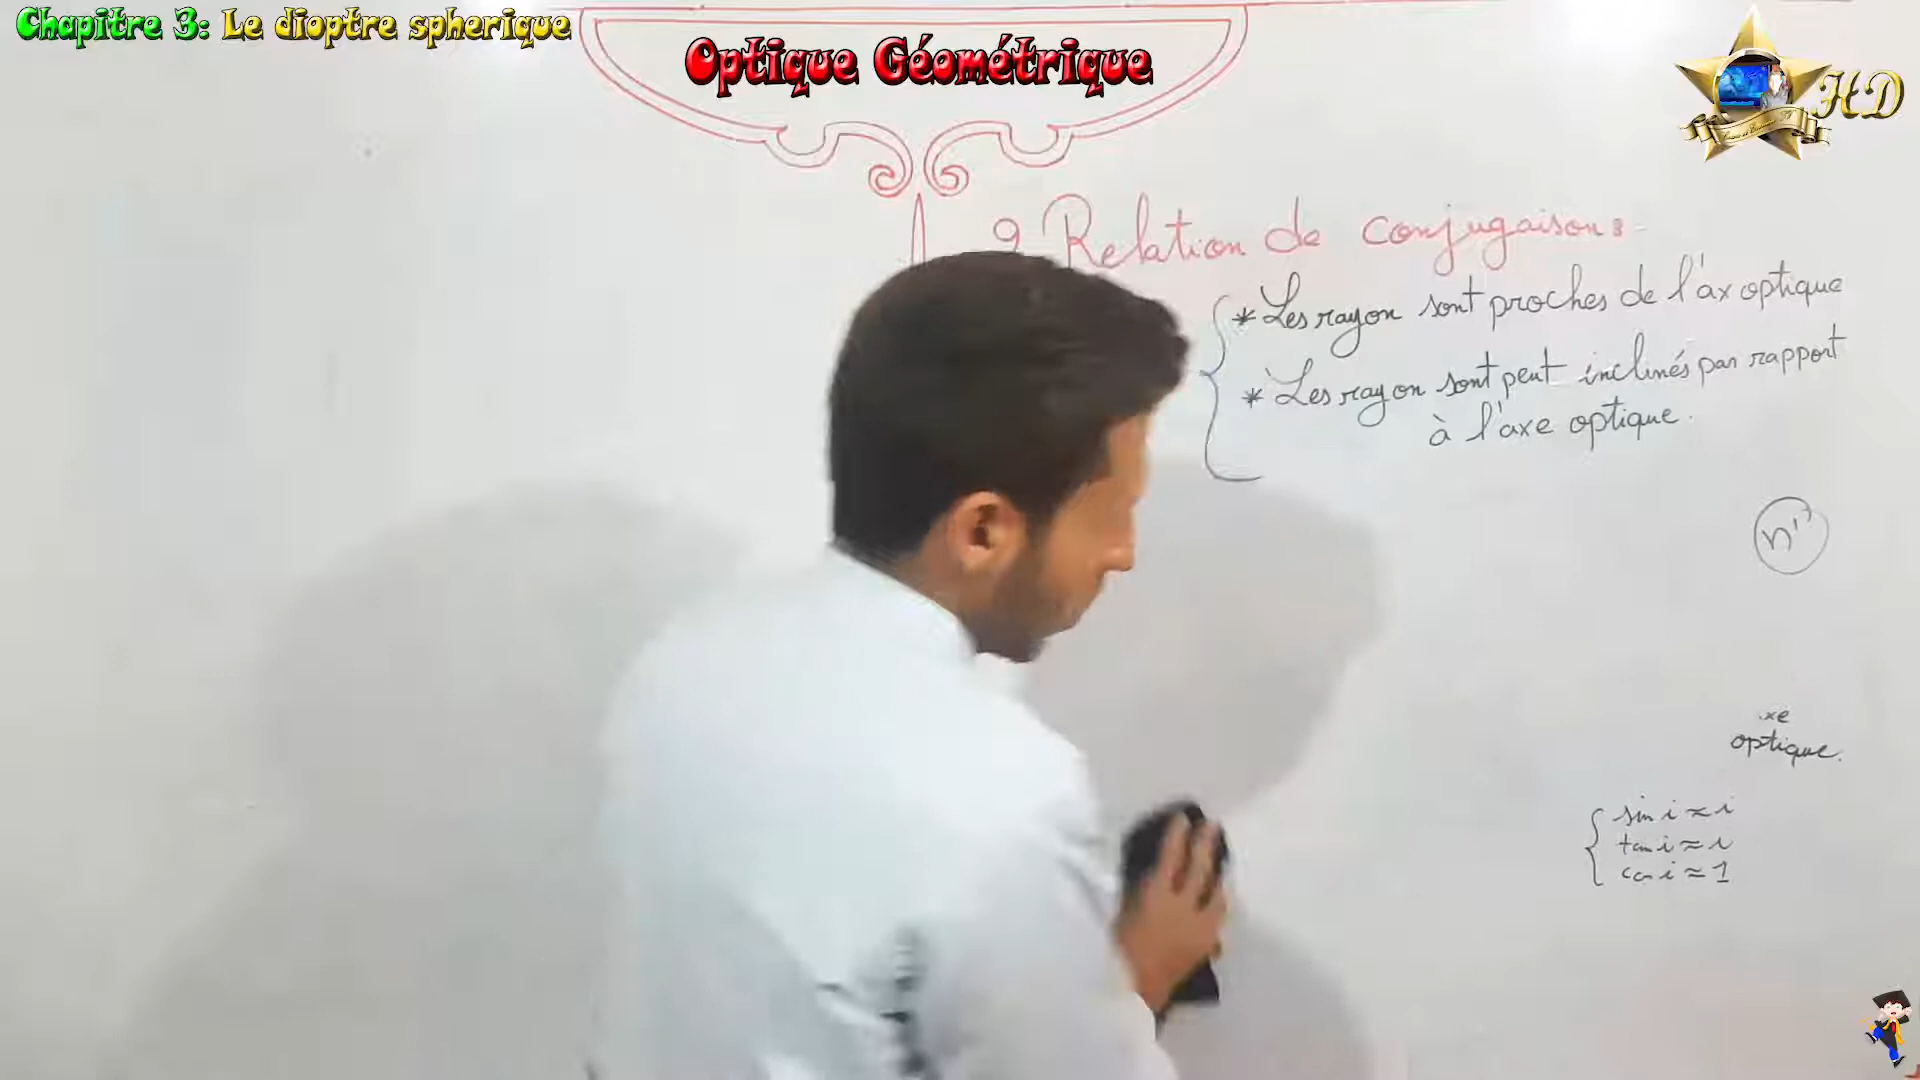 Chapitre 3: Le dioptre spherique
Optique Géométrique
HD
2 Relation de conjugaison:
* Les rayon sont proches de l'ax optique
* Les rayon sont peut inclinés par rapport
à l'axe optique.
n'
xe
optique.
sin i ≈ i
tan i ≈ i
cos i ≈ 1